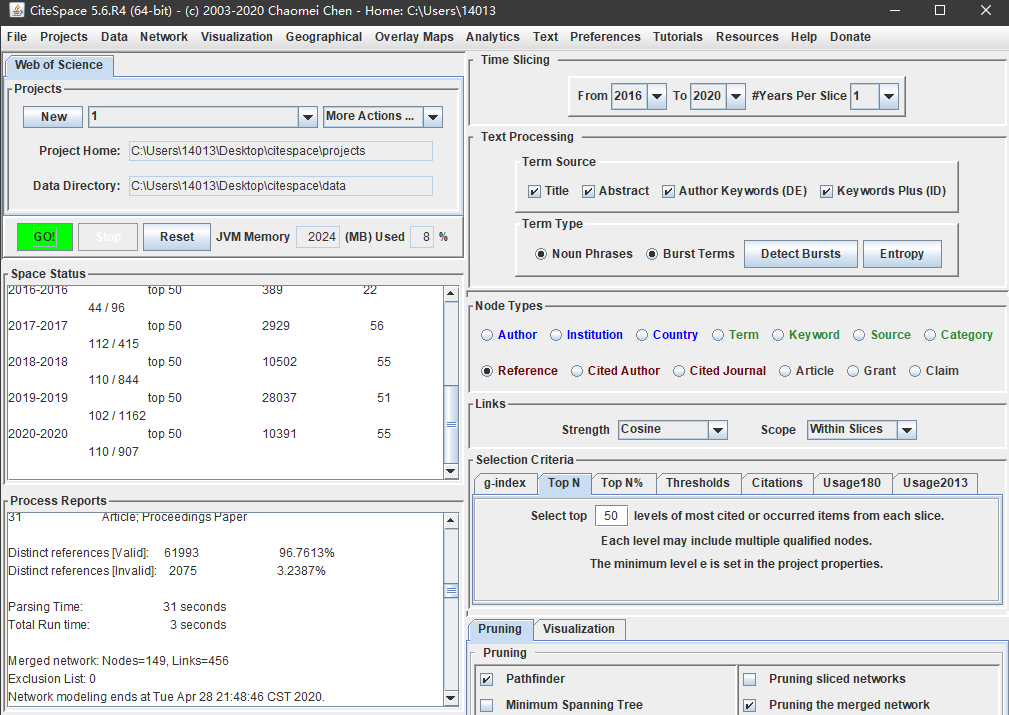 CiteSpace 5.6.R4 (64-bit) - (c) 2003-2020 Chaomei Chen - Home: C:\Users\14013
File Projects Data Network Visualization Geographical Overlay Maps Analytics Text Preferences Tutorials Resources Help Donate
Web of Science
Projects
New 1 More Actions ...
Project Home: C:\Users\14013\Desktop\citespace\projects
Data Directory: C:\Users\14013\Desktop\citespace\data
GO! Stop Reset JVM Memory 2024 (MB) Used 8 %
Space Status
2016-2016 top 50 389 22
44 / 96
2017-2017 top 50 2929 56
112 / 415
2018-2018 top 50 10502 55
110 / 844
2019-2019 top 50 28037 51
102 / 1162
2020-2020 top 50 10391 55
110 / 907
Process Reports
31 Article; Proceedings Paper
Distinct references [Valid]: 61993 96.7613%
Distinct references [Invalid]: 2075 3.2387%
Parsing Time: 31 seconds
Total Run time: 3 seconds
Merged network: Nodes=149, Links=456
Exclusion List: 0
Network modeling ends at Tue Apr 28 21:48:46 CST 2020.
Time Slicing
From 2016 To 2020 #Years Per Slice 1
Text Processing
Term Source
Title Abstract Author Keywords (DE) Keywords Plus (ID)
Term Type
Noun Phrases Burst Terms Detect Bursts Entropy
Node Types
Author Institution Country Term Keyword Source Category
Reference Cited Author Cited Journal Article Grant Claim
Links
Strength Cosine Scope Within Slices
Selection Criteria
g-index Top N Top N% Thresholds Citations Usage180 Usage2013
Select top 50 levels of most cited or occurred items from each slice.
Each level may include multiple qualified nodes.
The minimum level e is set in the project properties.
Pruning Visualization
Pruning
Pathfinder Pruning sliced networks
Minimum Spanning Tree Pruning the merged network